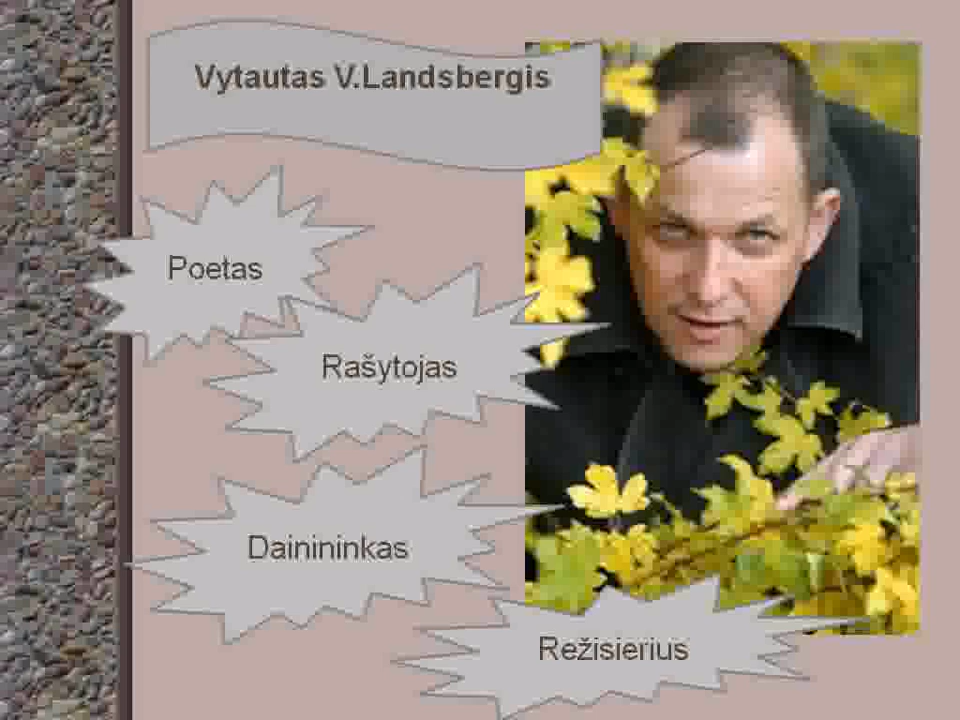 Vytautas V.Landsbergis
Poetas
Rašytojas
Dainininkas
Režisierius